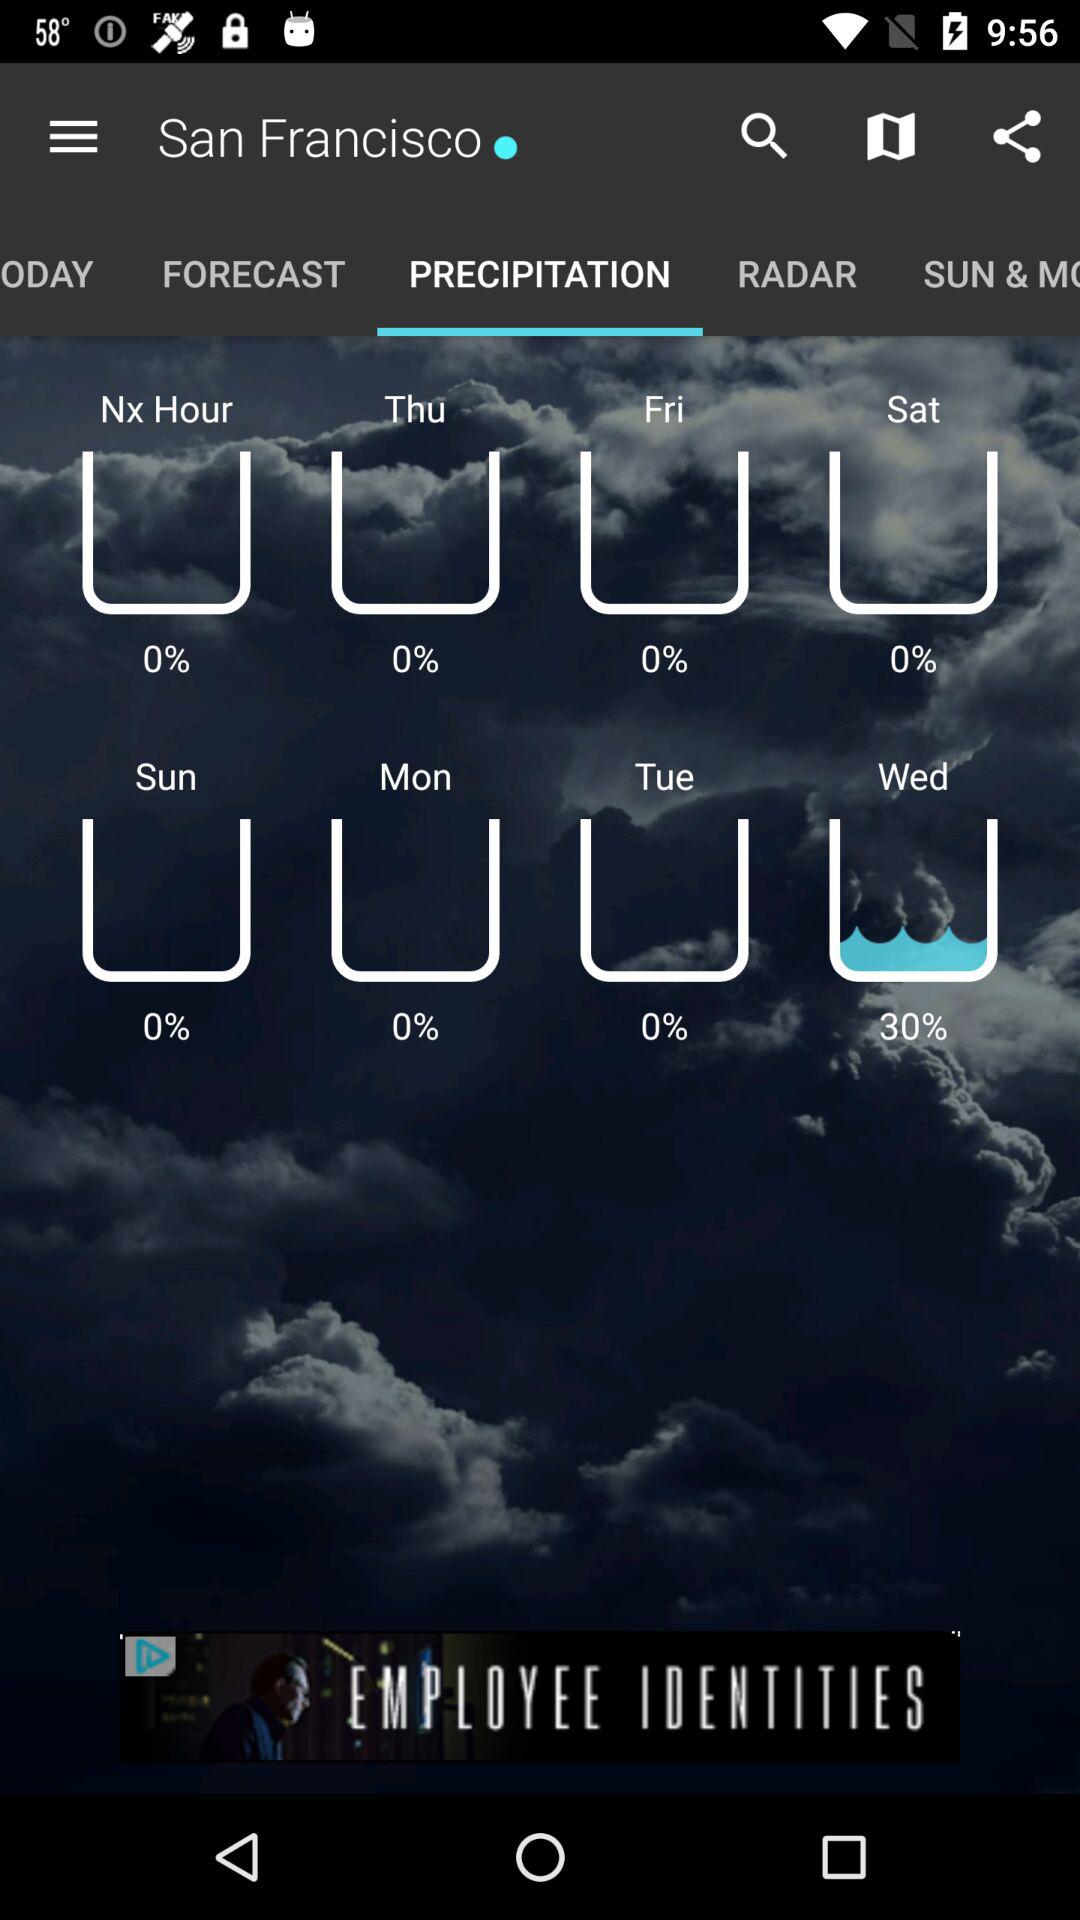 58°
FAKE
9:56
San Francisco
ODAY FORECAST PRECIPITATION RADAR SUN & MO
Nx Hour Thu Fri Sat
0% 0% 0% 0%
Sun Mon Tue Wed
0% 0% 0% 30%
EMPLOYEE IDENTITIES